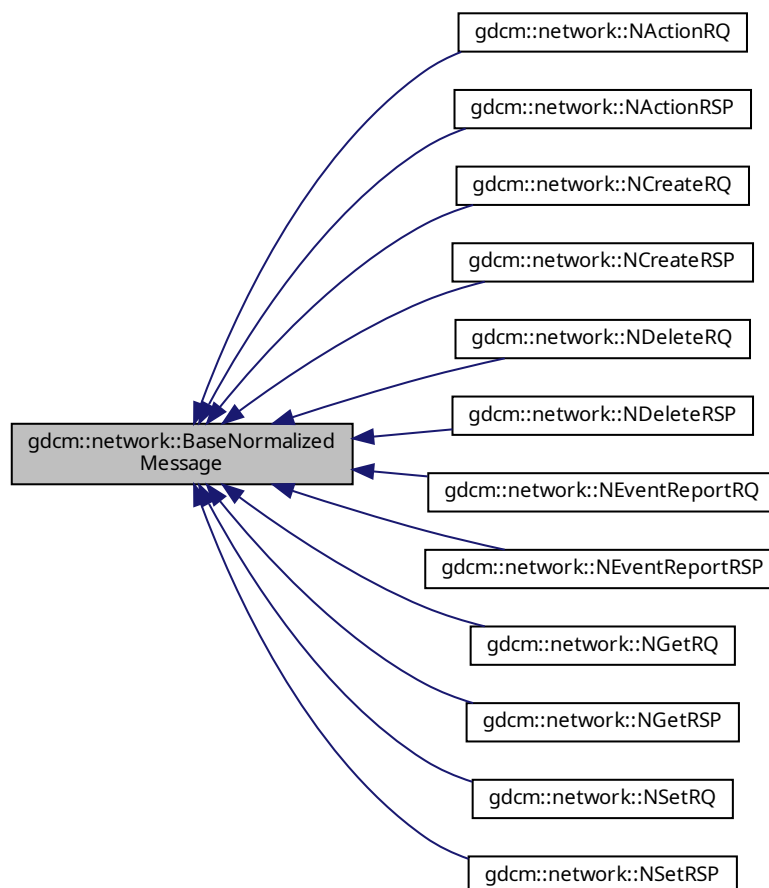 gdcm::network::NActionRQ
gdcm::network::NActionRSP
gdcm::network::NCreateRQ
gdcm::network::NCreateRSP
gdcm::network::NDeleteRQ
gdcm::network::NDeleteRSP
gdcm::network::BaseNormalized
Message
gdcm::network::NEventReportRQ
gdcm::network::NEventReportRSP
gdcm::network::NGetRQ
gdcm::network::NGetRSP
gdcm::network::NSetRQ
gdcm::network::NSetRSP